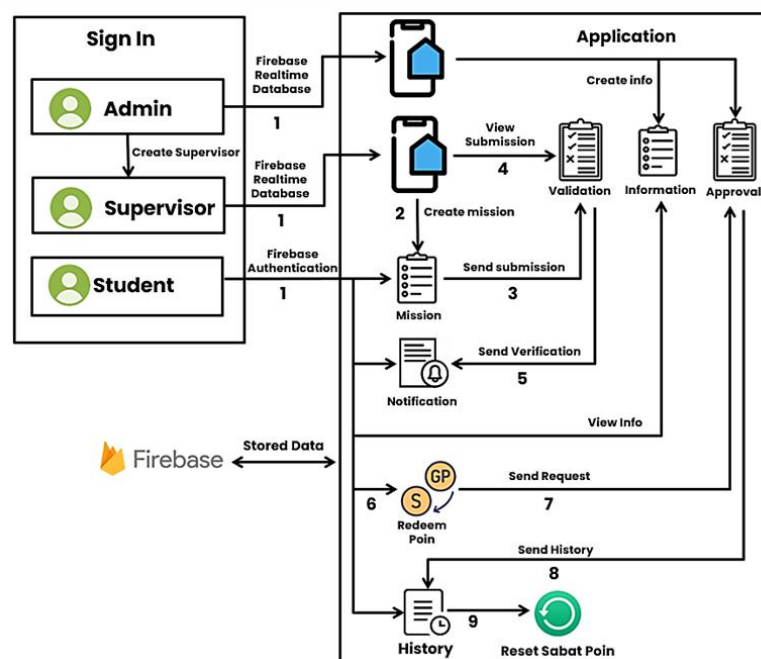 Sign In
Application
Firebase
Realtime
Database
1
Admin
Create info
Create Supervisor
Firebase
Realtime
Database
1
View
Submission
4
Validation
Information
Approval
Supervisor
2
Create mission
Firebase
Authentication
1
Student
Send submission
3
Mission
Send Verification
5
Notification
View Info
Firebase
Stored Data
6
S
GP
Redeem
Poin
Send Request
7
Send History
8
History
9
Reset Sabat Poin